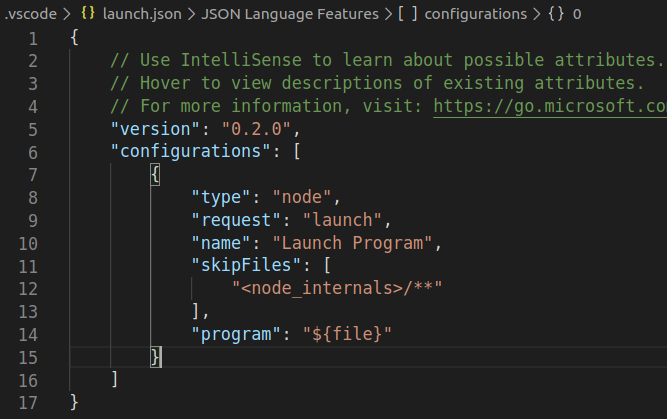 .vscode > {} launch.json > JSON Language Features > [ ] configurations > {} 0
1 {
2 // Use IntelliSense to learn about possible attributes.
3 // Hover to view descriptions of existing attributes.
4 // For more information, visit: https://go.microsoft.co
5 "version": "0.2.0",
6 "configurations": [
7 {
8 "type": "node",
9 "request": "launch",
10 "name": "Launch Program",
11 "skipFiles": [
12 "<node_internals>/**"
13 ],
14 "program": "${file}"
15 }
16 ]
17 }